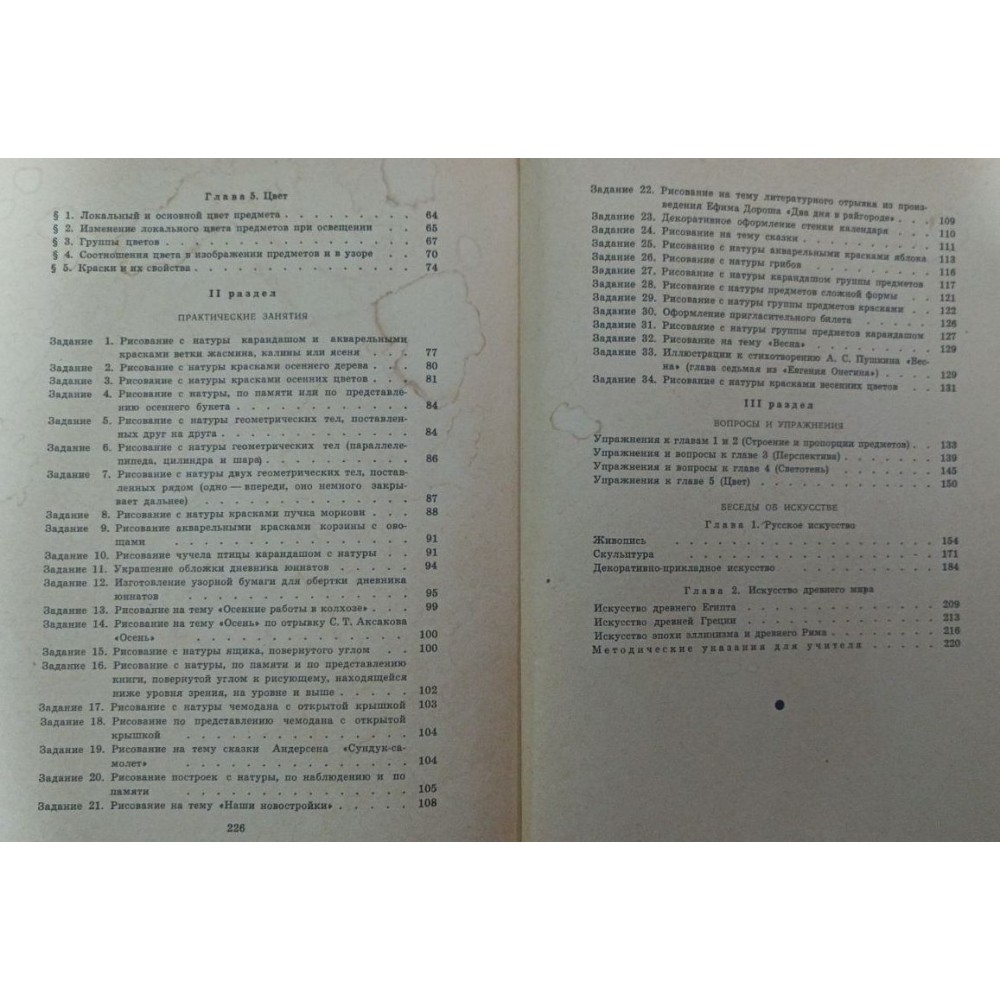 Глава 5. Цвет
§ 1. Локальный и основной цвет предмета . . . . . . . . . 64
§ 2. Изменение локального цвета предметов при освещении . . 65
§ 3. Группы цветов . . . . . . . . . . . . . . . . . 67
§ 4. Соотношения цвета в изображении предметов и в узоре . . 70
§ 5. Краски и их свойства . . . . . . . . . . . . . . . 74
II раздел
ПРАКТИЧЕСКИЕ ЗАНЯТИЯ
Задание 1. Рисование с натуры карандашом и акварельными
красками ветки жасмина, калины или ясеня . . . . 77
Задание 2. Рисование с натуры красками осеннего дерева . . 80
Задание 3. Рисование с натуры красками осенних цветов . . 81
Задание 4. Рисование с натуры, по памяти или по представле-
нию осеннего букета . . . . . . . . . . . . . 84
Задание 5. Рисование с натуры геометрических тел, поставлен-
ных друг на друга . . . . . . . . . . . . . 84
Задание 6. Рисование с натуры геометрических тел (параллеле-
пипеда, цилиндра и шара) . . . . . . . . . . 86
Задание 7. Рисование с натуры двух геометрических тел, постав-
ленных рядом (одно — впереди, оно немного закры-
вает дальнее) . . . . . . . . . . . . . . . 87
Задание 8. Рисование с натуры красками пучка моркови . . 88
Задание 9. Рисование акварельными красками корзины с ово-
щами . . . . . . . . . . . . . . . . . . 91
Задание 10. Рисование чучела птицы карандашом с натуры . . 91
Задание 11. Украшение обложки дневника юннатов . . . . . 94
Задание 12. Изготовление узорной бумаги для обертки дневника
юннатов . . . . . . . . . . . . . . . . . 95
Задание 13. Рисование на тему «Осенние работы в колхозе» . . 99
Задание 14. Рисование на тему «Осень» по отрывку С. Т. Аксакова
«Осень» . . . . . . . . . . . . . . . . . 100
Задание 15. Рисование с натуры ящика, повернутого углом . . 100
Задание 16. Рисование с натуры, по памяти и по представлению
книги, повернутой углом к рисующему, находящейся
ниже уровня зрения, на уровне и выше . . . . . 102
Задание 17. Рисование с натуры чемодана с открытой крышкой 103
Задание 18. Рисование по представлению чемодана с открытой
крышкой . . . . . . . . . . . . . . . . . 104
Задание 19. Рисование на тему сказки Андерсена «Сундук-са-
молет» . . . . . . . . . . . . . . . . . . 104
Задание 20. Рисование построек с натуры, по наблюдению и по
памяти . . . . . . . . . . . . . . . . . . 105
Задание 21. Рисование на тему «Наши новостройки» . . . . . 108
226
Задание 22. Рисование на тему литературного отрывка из произ-
ведения Ефима Дороша «Два дня в райгороде» . . . 109
Задание 23. Декоративное оформление стенки календаря . . . 110
Задание 24. Рисование на тему сказки . . . . . . . . . . 111
Задание 25. Рисование с натуры акварельными красками яблока 113
Задание 26. Рисование с натуры грибов . . . . . . . . . 116
Задание 27. Рисование с натуры карандашом группы предметов 117
Задание 28. Рисование с натуры предметов сложной формы . . 121
Задание 29. Рисование с натуры группы предметов красками . . 122
Задание 30. Оформление пригласительного билета . . . . . 126
Задание 31. Рисование с натуры группы предметов карандашом 127
Задание 32. Рисование на тему «Весна» . . . . . . . . . 129
Задание 33. Иллюстрации к стихотворению А. С. Пушкина «Вес-
на» (глава седьмая из «Евгения Онегина») . . . . 129
Задание 34. Рисование с натуры красками весенних цветов . . 131
III раздел
ВОПРОСЫ И УПРАЖНЕНИЯ
Упражнения к главам 1 и 2 (Строение и пропорции предметов) . . 133
Упражнения и вопросы к главе 3 (Перспектива) . . . . . . . 139
Упражнения и вопросы к главе 4 (Светотень) . . . . . . . . 145
Упражнения к главе 5 (Цвет) . . . . . . . . . . . . . . 150
БЕСЕДЫ ОБ ИСКУССТВЕ
Глава 1. Русское искусство
Живопись . . . . . . . . . . . . . . . . . . . . 154
Скульптура . . . . . . . . . . . . . . . . . . . 171
Декоративно-прикладное искусство . . . . . . . . . . . . 184
Глава 2. Искусство древнего мира
Искусство древнего Египта . . . . . . . . . . . . . . . 209
Искусство древней Греции . . . . . . . . . . . . . . . 213
Искусство эпохи эллинизма и древнего Рима . . . . . . . . 216
Методические указания для учителя . . . . . . 220